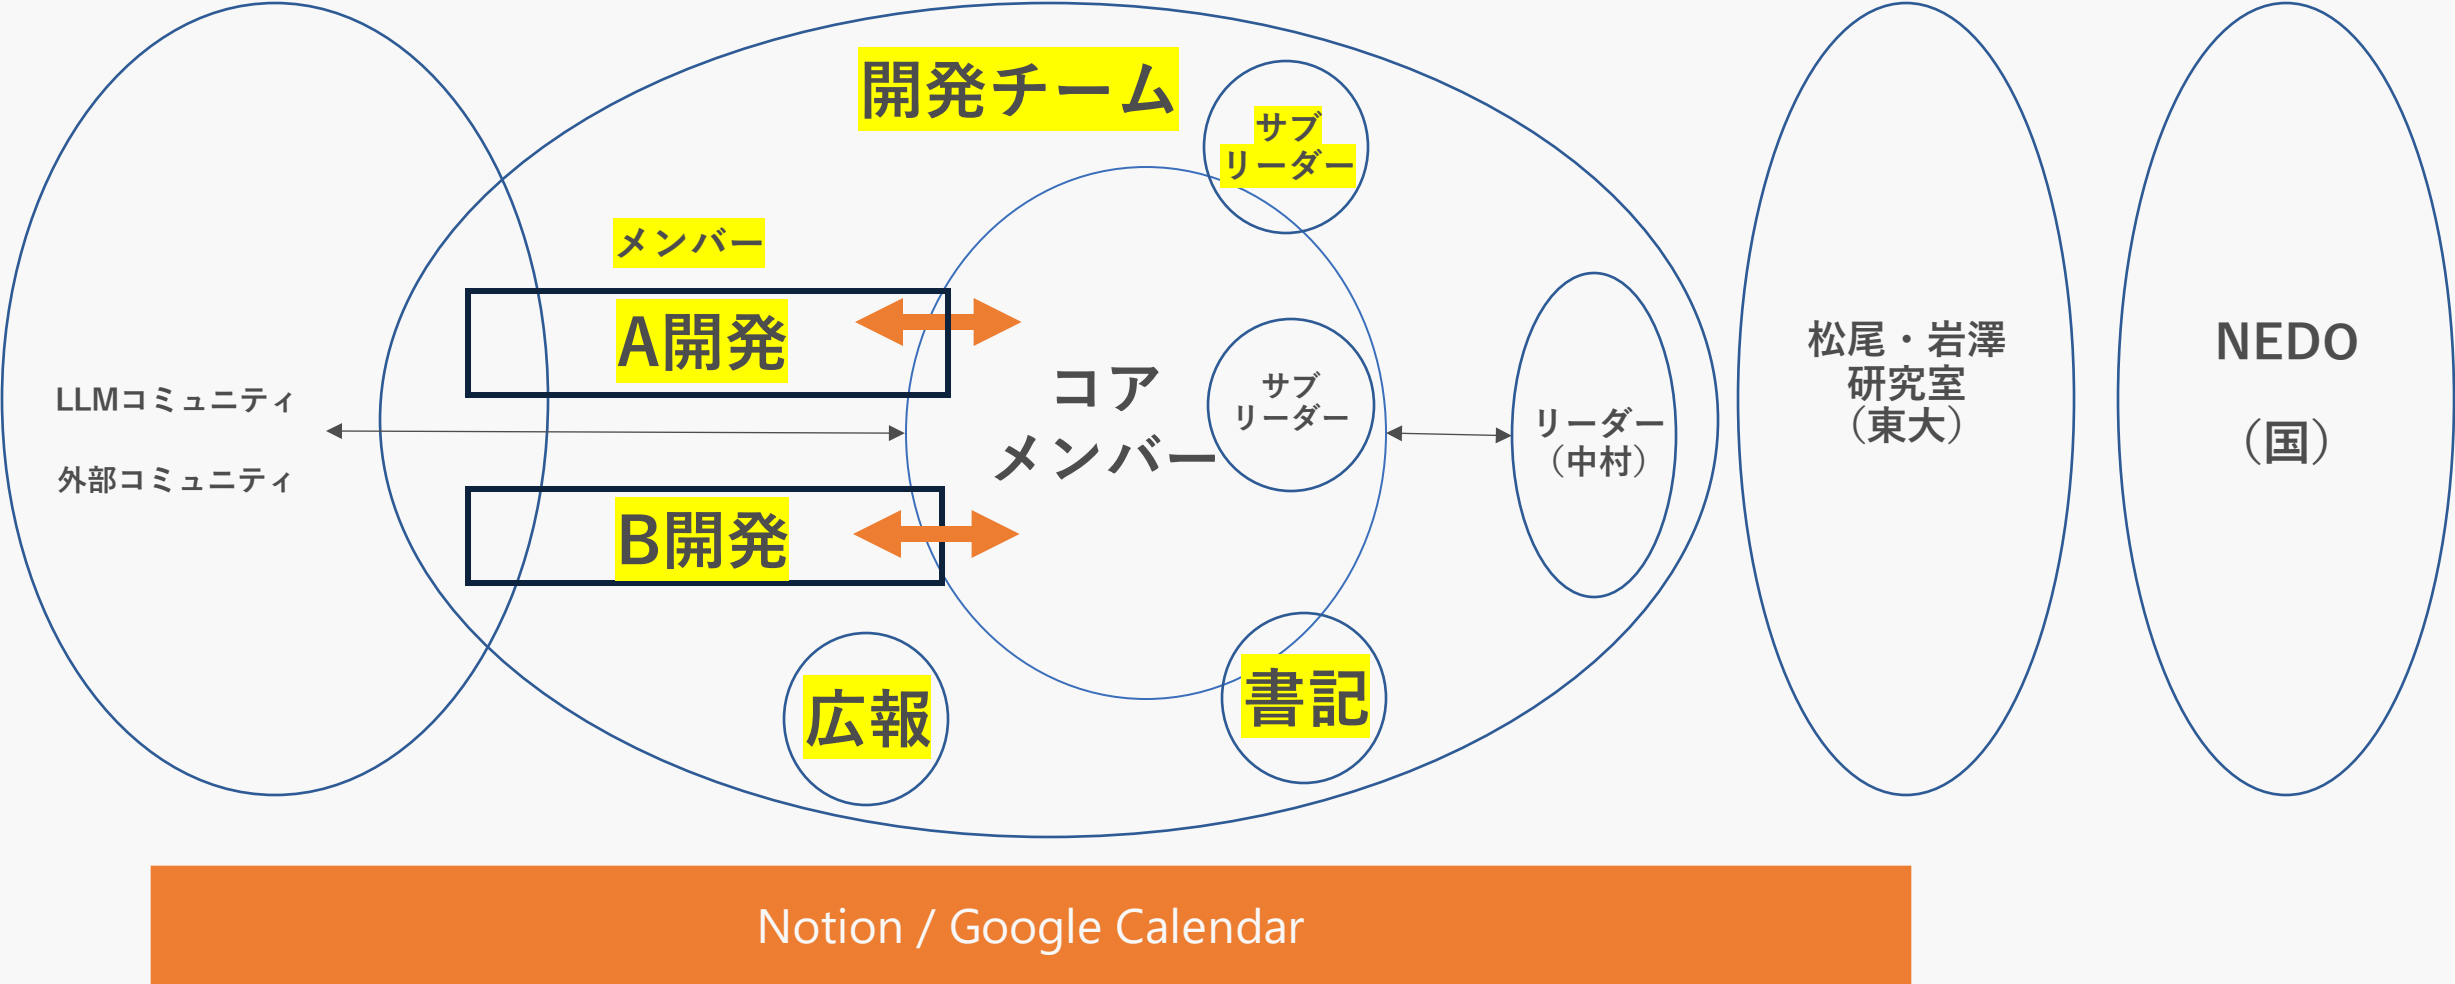 開発チーム
サブ
リーダー
メンバー
A開発
LLMコミュニティ
外部コミュニティ
コア
メンバー
サブ
リーダー
リーダー
（中村）
B開発
広報
書記
松尾・岩澤
研究室
（東大）
NEDO
（国）
Notion / Google Calendar